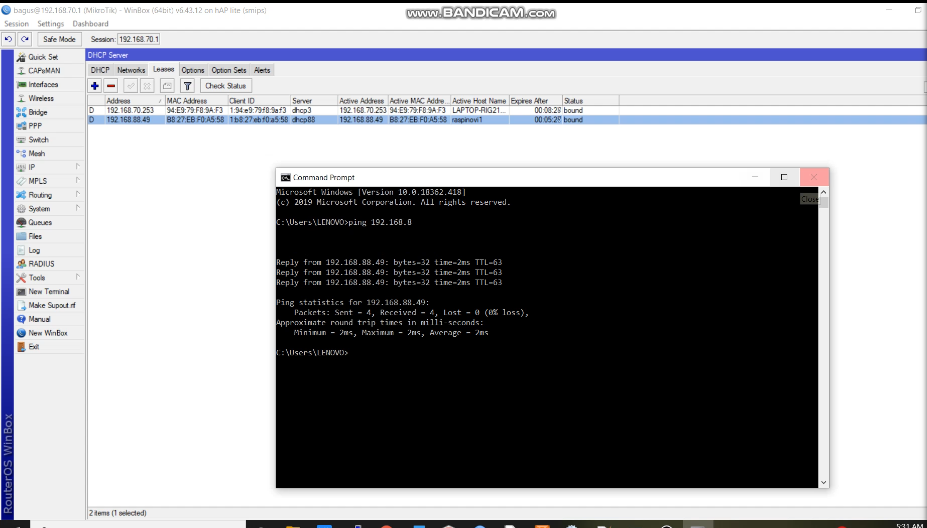 bagus@192.168.70.1 (MikroTik) - WinBox (64bit) v6.43.12 on hAP lite (smips)
www.BANDICAM.com
Session Settings Dashboard
Safe Mode Session: 192.168.70.1
DHCP Server
DHCP Networks Leases Options Option Sets Alerts
Check Status
Address MAC Address Client ID Server Active Address Active MAC Addre... Active Host Name Expires After Status
D 192.168.70.253 94:E9:79:F8:9A:F3 1:94:e9:79:f8:9a:f3 dhcp3 192.168.70.253 94:E9:79:F8:9A:F3 LAPTOP-RIG21... 00:08:28 bound
D 192.168.88.49 B8:27:EB:F0:A5:58 1:b8:27:eb:f0:a5:58 dhcp88 192.168.88.49 B8:27:EB:F0:A5:58 raspinovi1 00:05:29 bound
Quick Set
CAPsMAN
Interfaces
Wireless
Bridge
PPP
Switch
Mesh
IP
MPLS
Routing
System
Queues
Files
Log
RADIUS
Tools
New Terminal
Make Supout.rif
Manual
New WinBox
Exit
RouterOS WinBox
Command Prompt
Close
Microsoft Windows [Version 10.0.18362.418]
(c) 2019 Microsoft Corporation. All rights reserved.
C:\Users\LENOVO>ping 192.168.8
Reply from 192.168.88.49: bytes=32 time=2ms TTL=63
Reply from 192.168.88.49: bytes=32 time=2ms TTL=63
Reply from 192.168.88.49: bytes=32 time=2ms TTL=63
Ping statistics for 192.168.88.49:
Packets: Sent = 4, Received = 4, Lost = 0 (0% loss),
Approximate round trip times in milli seconds:
Minimum = 2ms, Maximum = 2ms, Average = 2ms
C:\Users\LENOVO>
2 items (1 selected)
5:31 AM